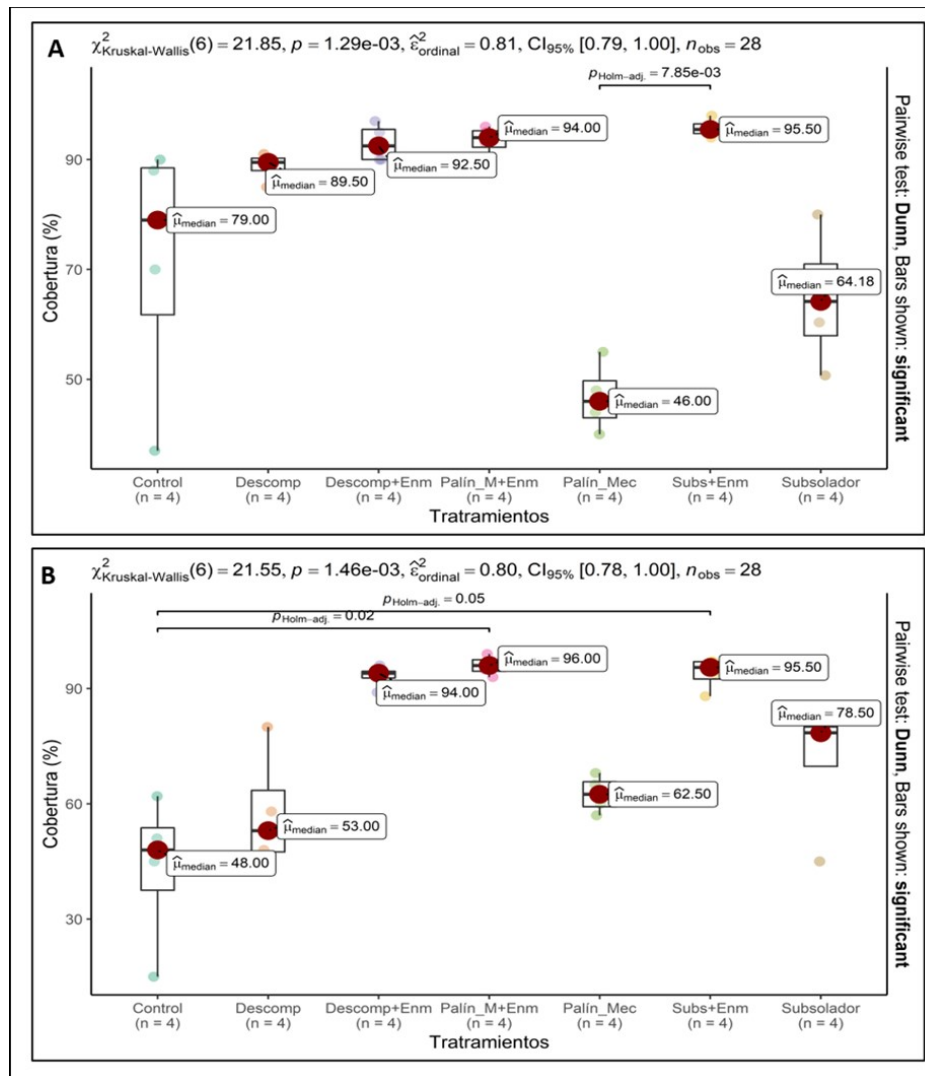 A
χ²Kruskal-Wallis(6) = 21.85, p = 1.29e-03, ε̂²ordinal = 0.81, CI95% [0.79, 1.00], nobs = 28
pHolm-adj. = 7.85e-03
μ̂median = 94.00
μ̂median = 95.50
μ̂median = 92.50
μ̂median = 89.50
μ̂median = 79.00
μ̂median = 64.18
μ̂median = 46.00
90
70
50
Cobertura (%)
Pairwise test: Dunn, Bars shown: significant
Control Descomp Descomp+Enm Palín_M+Enm Palín_Mec Subs+Enm Subsolador
(n = 4) (n = 4) (n = 4) (n = 4) (n = 4) (n = 4) (n = 4)
Tratramientos
B
χ²Kruskal-Wallis(6) = 21.55, p = 1.46e-03, ε̂²ordinal = 0.80, CI95% [0.78, 1.00], nobs = 28
pHolm-adj. = 0.05
pHolm-adj. = 0.02
μ̂median = 96.00
μ̂median = 95.50
μ̂median = 94.00
μ̂median = 78.50
μ̂median = 62.50
μ̂median = 53.00
μ̂median = 48.00
90
60
30
Cobertura (%)
Pairwise test: Dunn, Bars shown: significant
Control Descomp Descomp+Enm Palín_M+Enm Palín_Mec Subs+Enm Subsolador
(n = 4) (n = 4) (n = 4) (n = 4) (n = 4) (n = 4) (n = 4)
Tratramientos